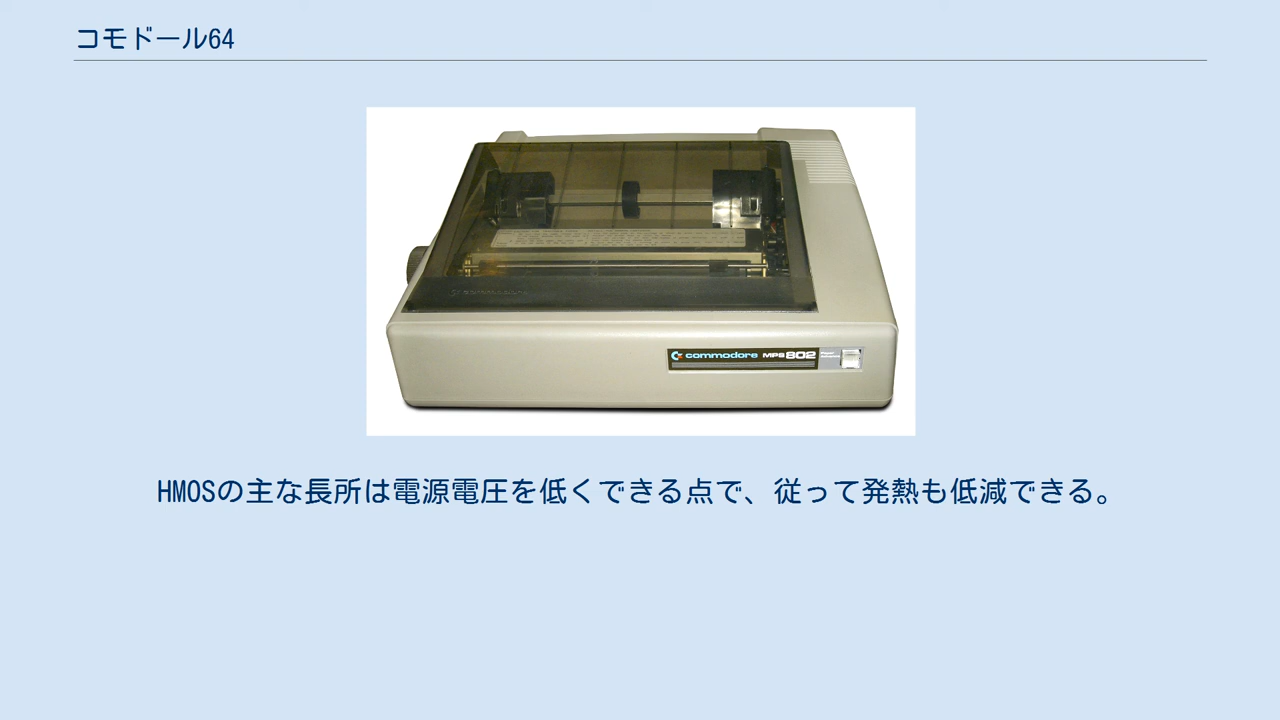 コモドール64
commodore MPS 802
HMOSの主な長所は電源電圧を低くできる点で、従って発熱も低減できる。